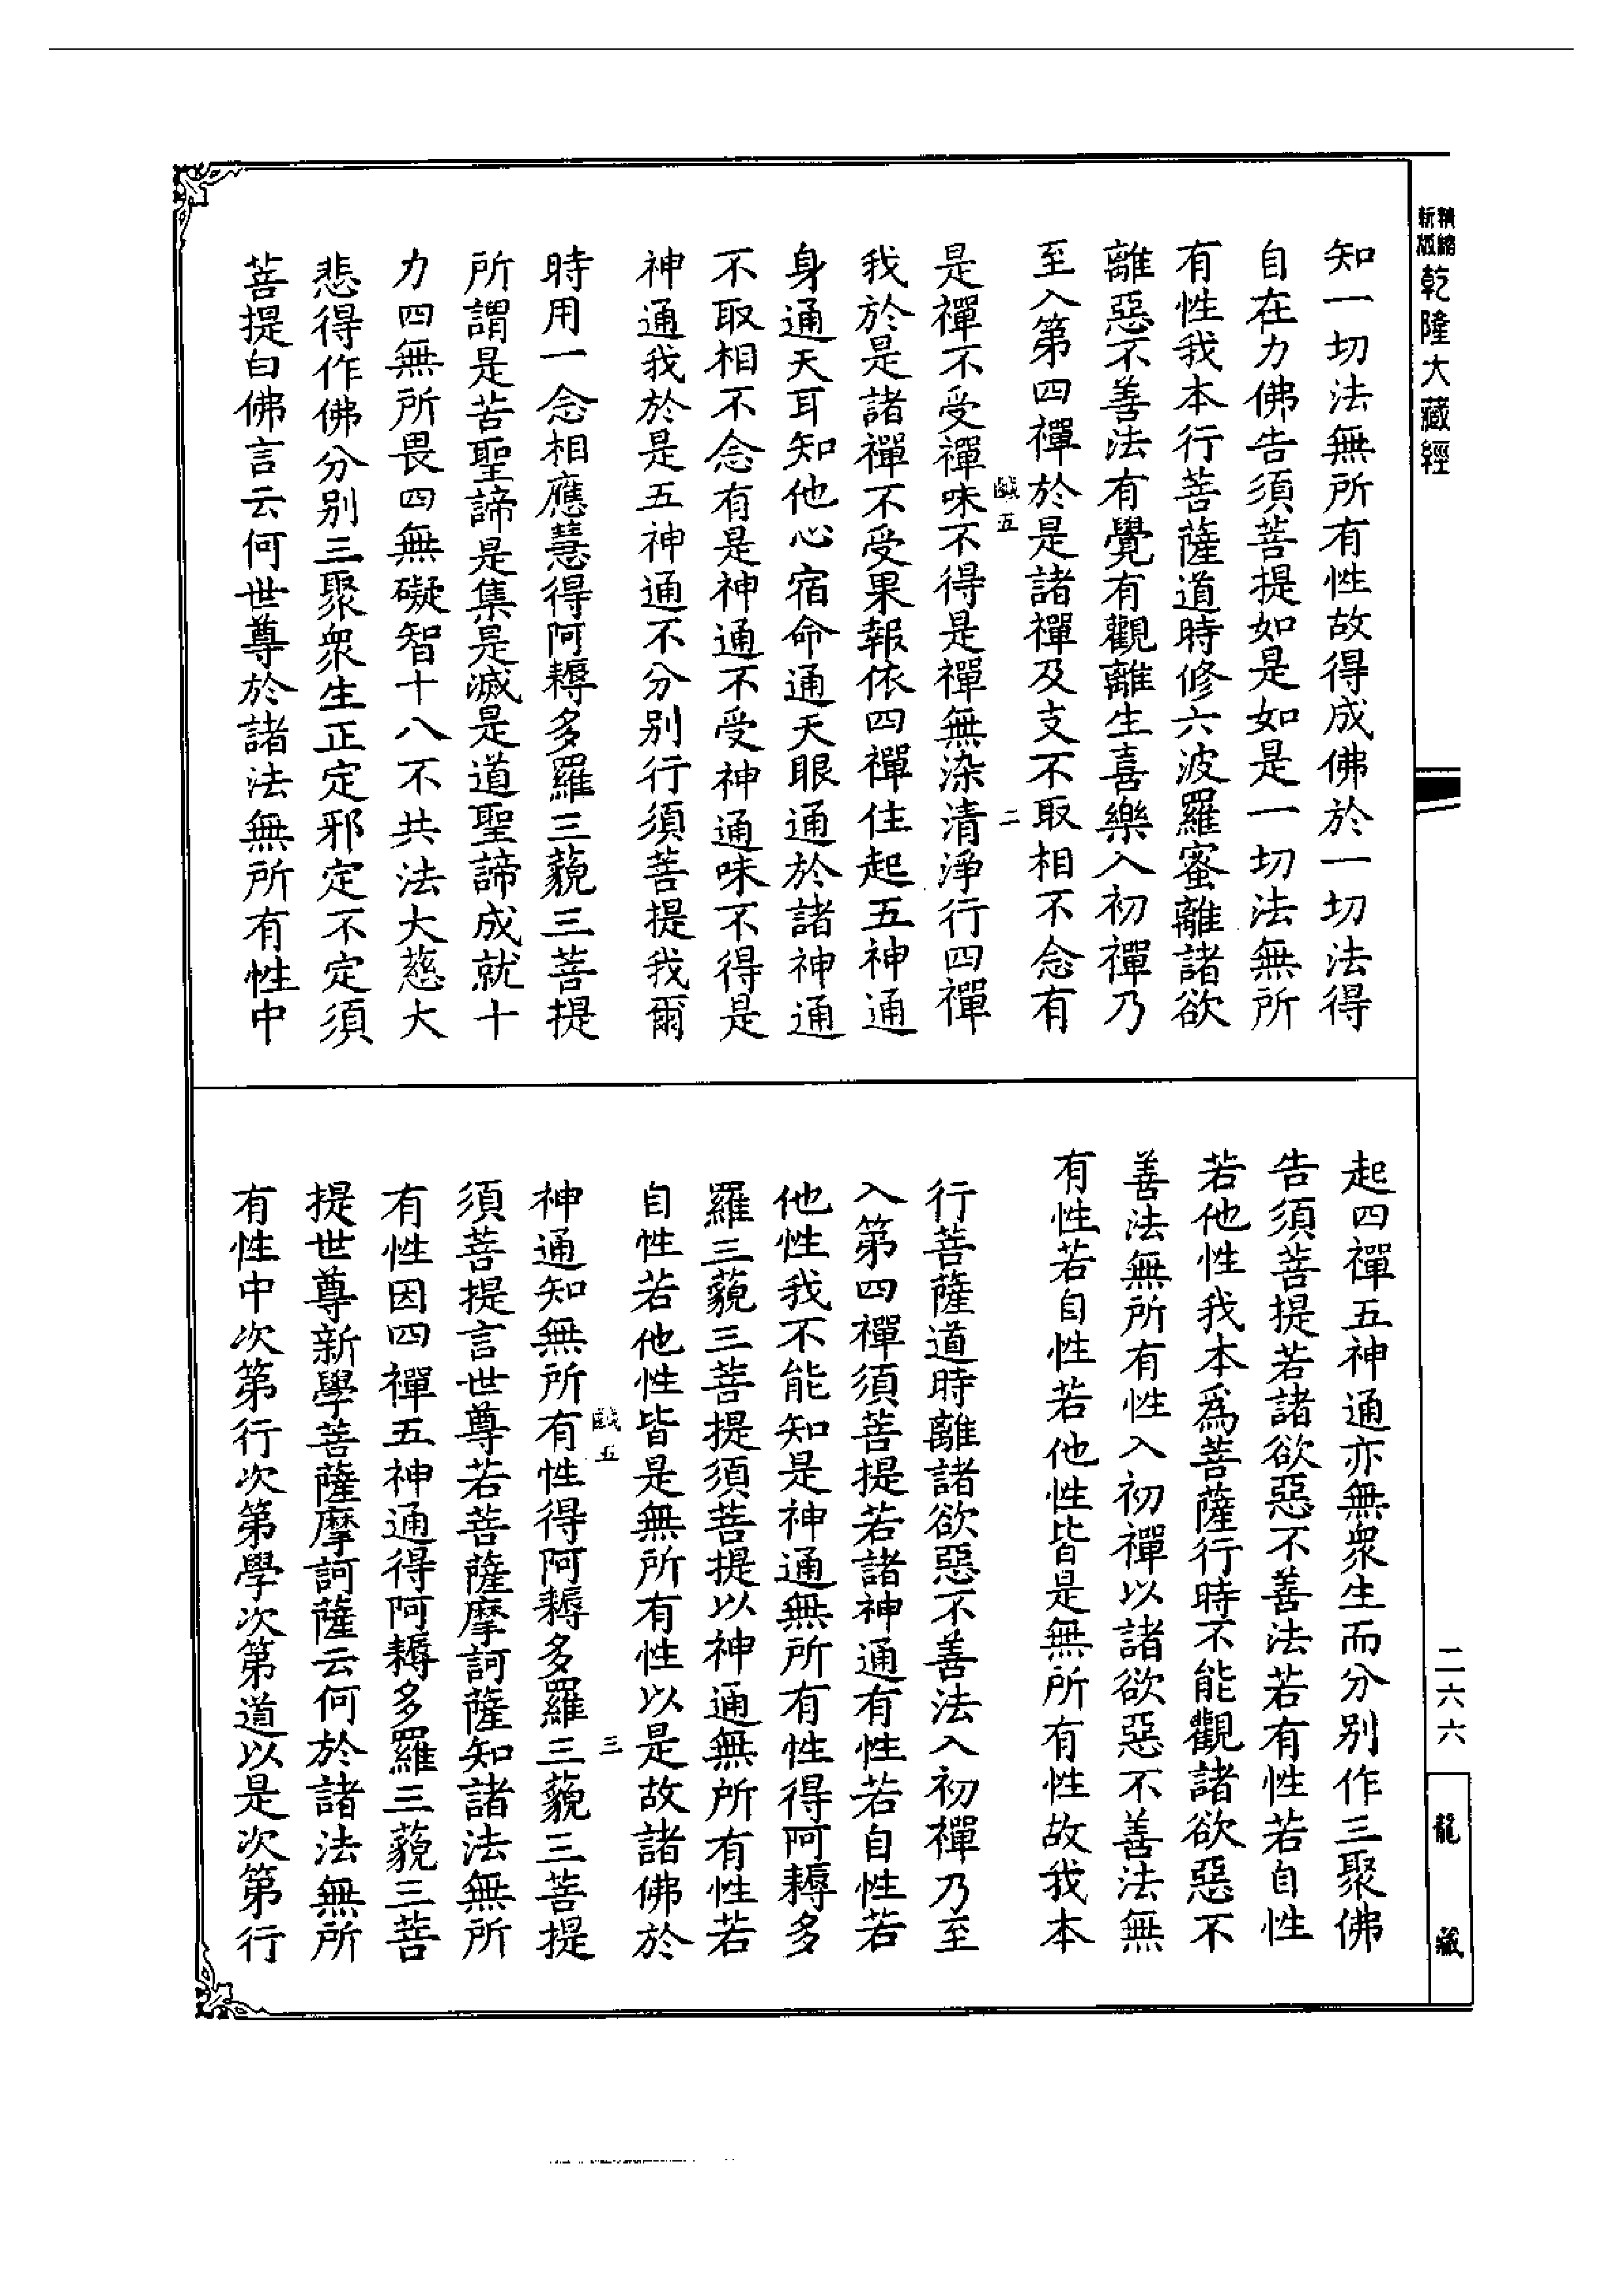 精縮
新版
乾隆大藏經
知一切法無所有性故得成佛於一切法得
自在力佛告須菩提如是如是一切法無所
有性我本行菩薩道時修六波羅蜜離諸欲
離惡不善法有覺有觀離生喜樂入初禪乃
至入第四禪於是諸禪及支不取相不念有
鹹五
二
是禪不受禪味不得是禪無染清淨行四禪
我於是諸禪不受果報依四禪住起五神通
身通天耳知他心宿命通天眼通於諸神通
不取相不念有是神通不受神通味不得是
神通我於是五神通不分别行須菩提我爾
時用一念相應慧得阿耨多羅三藐三菩提
所謂是苦聖諦是集是滅是道聖諦成就十
力四無所畏四無礙智十八不共法大慈大
悲得作佛分别三聚衆生正定邪定不定須
菩提白佛言云何世尊於諸法無所有性中
起四禪五神通亦無衆生而分别作三聚佛
告須菩提若諸欲惡不善法若有性若自性
若他性我本爲菩薩行時不能觀諸欲惡不
善法無所有性入初禪以諸欲惡不善法無
有性若自性若他性皆是無所有性故我本
行菩薩道時離諸欲惡不善法入初禪乃至
入第四禪須菩提若諸神通有性若自性若
他性我不能知是神通無所有性得阿耨多
羅三藐三菩提須菩提以神通無所有性若
自性若他性皆是無所有性以是故諸佛於
鹹五
三
神通知無所有性得阿耨多羅三藐三菩提
須菩提言世尊若菩薩摩訶薩知諸法無所
有性因四禪五神通得阿耨多羅三藐三菩
提世尊新學菩薩摩訶薩云何於諸法無所
有性中次第行次第學次第道以是次第行
二六六
龍藏